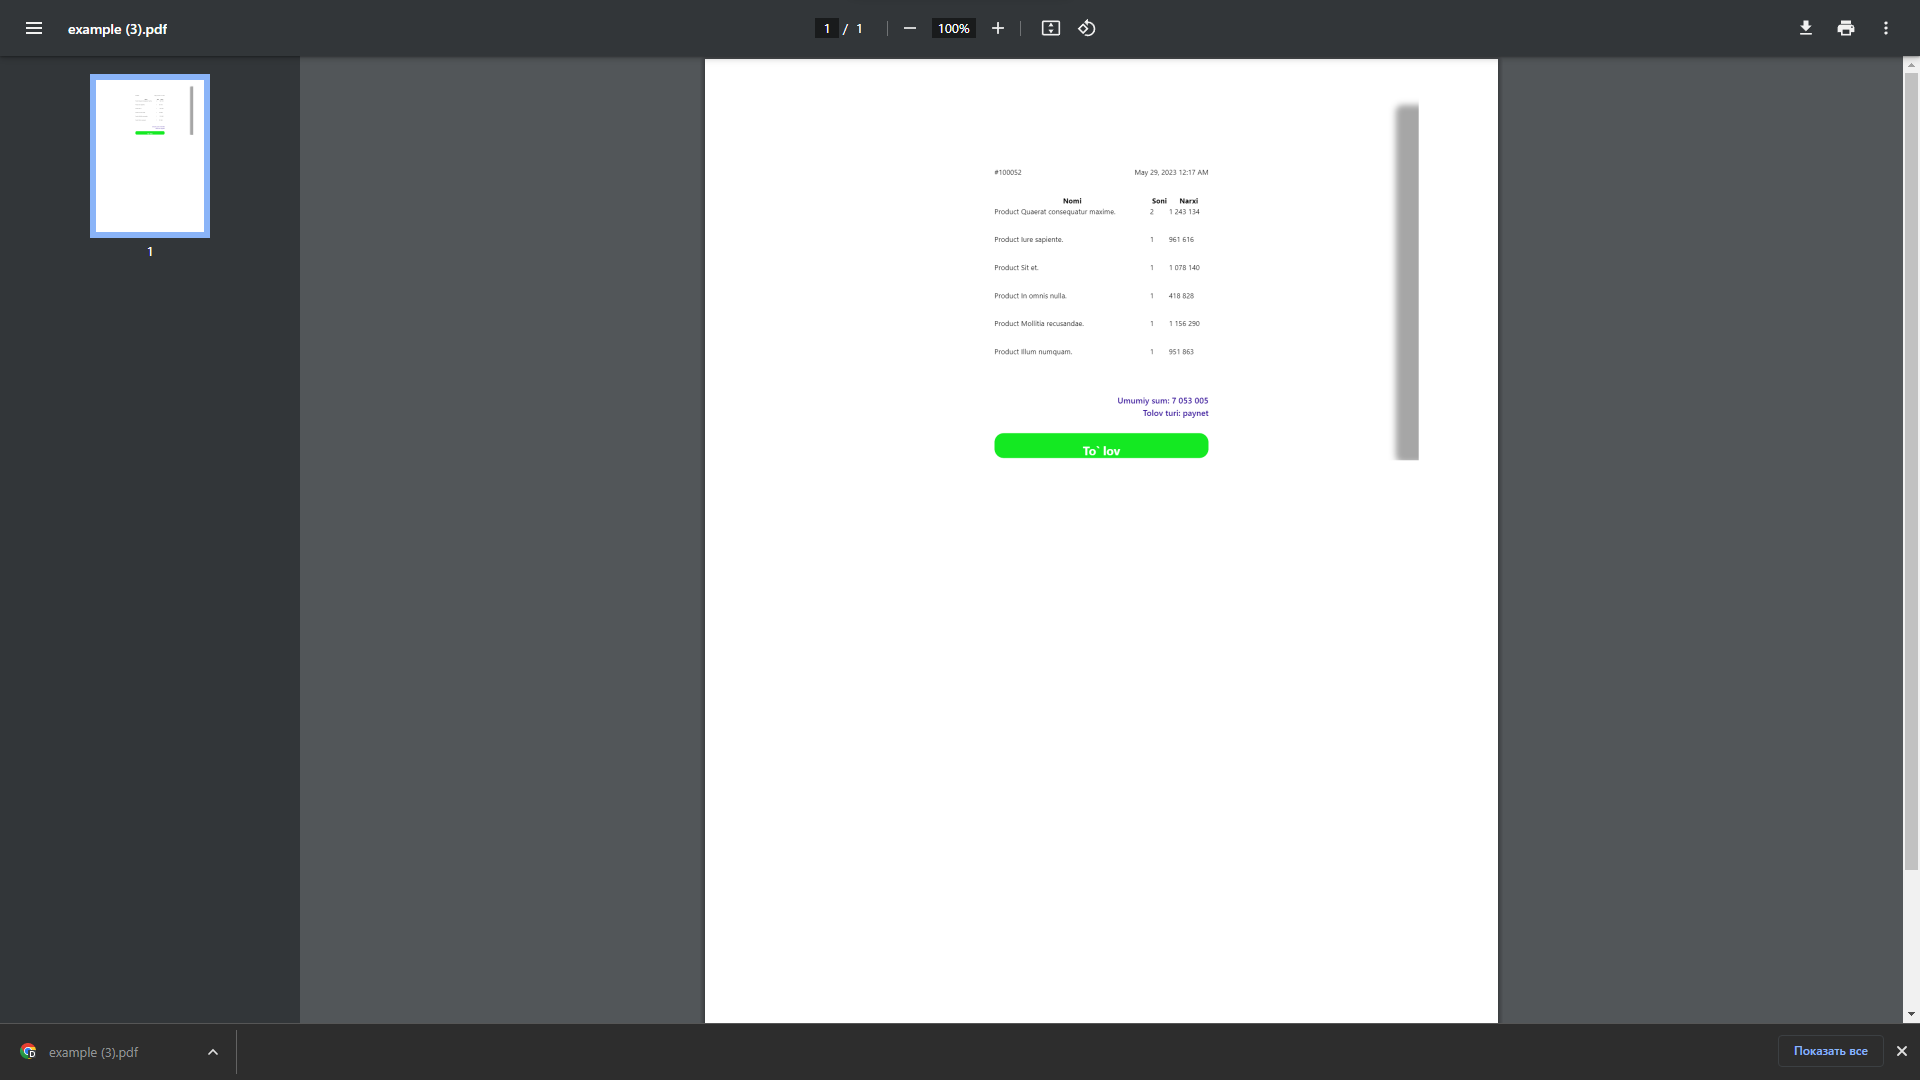 example (3).pdf
1 / 1
100%
1
#100052 May 29, 2023 12:17 AM
Nomi Soni Narxi
Product Quaerat consequatur maxime. 2 1 243 134
Product Iure sapiente. 1 961 616
Product Sit et. 1 1 078 140
Product In omnis nulla. 1 418 828
Product Mollitia recusandae. 1 1 156 290
Product Illum numquam. 1 951 863
Umumiy sum: 7 053 005
Tolov turi: paynet
To` lov
example (3).pdf
Показать все